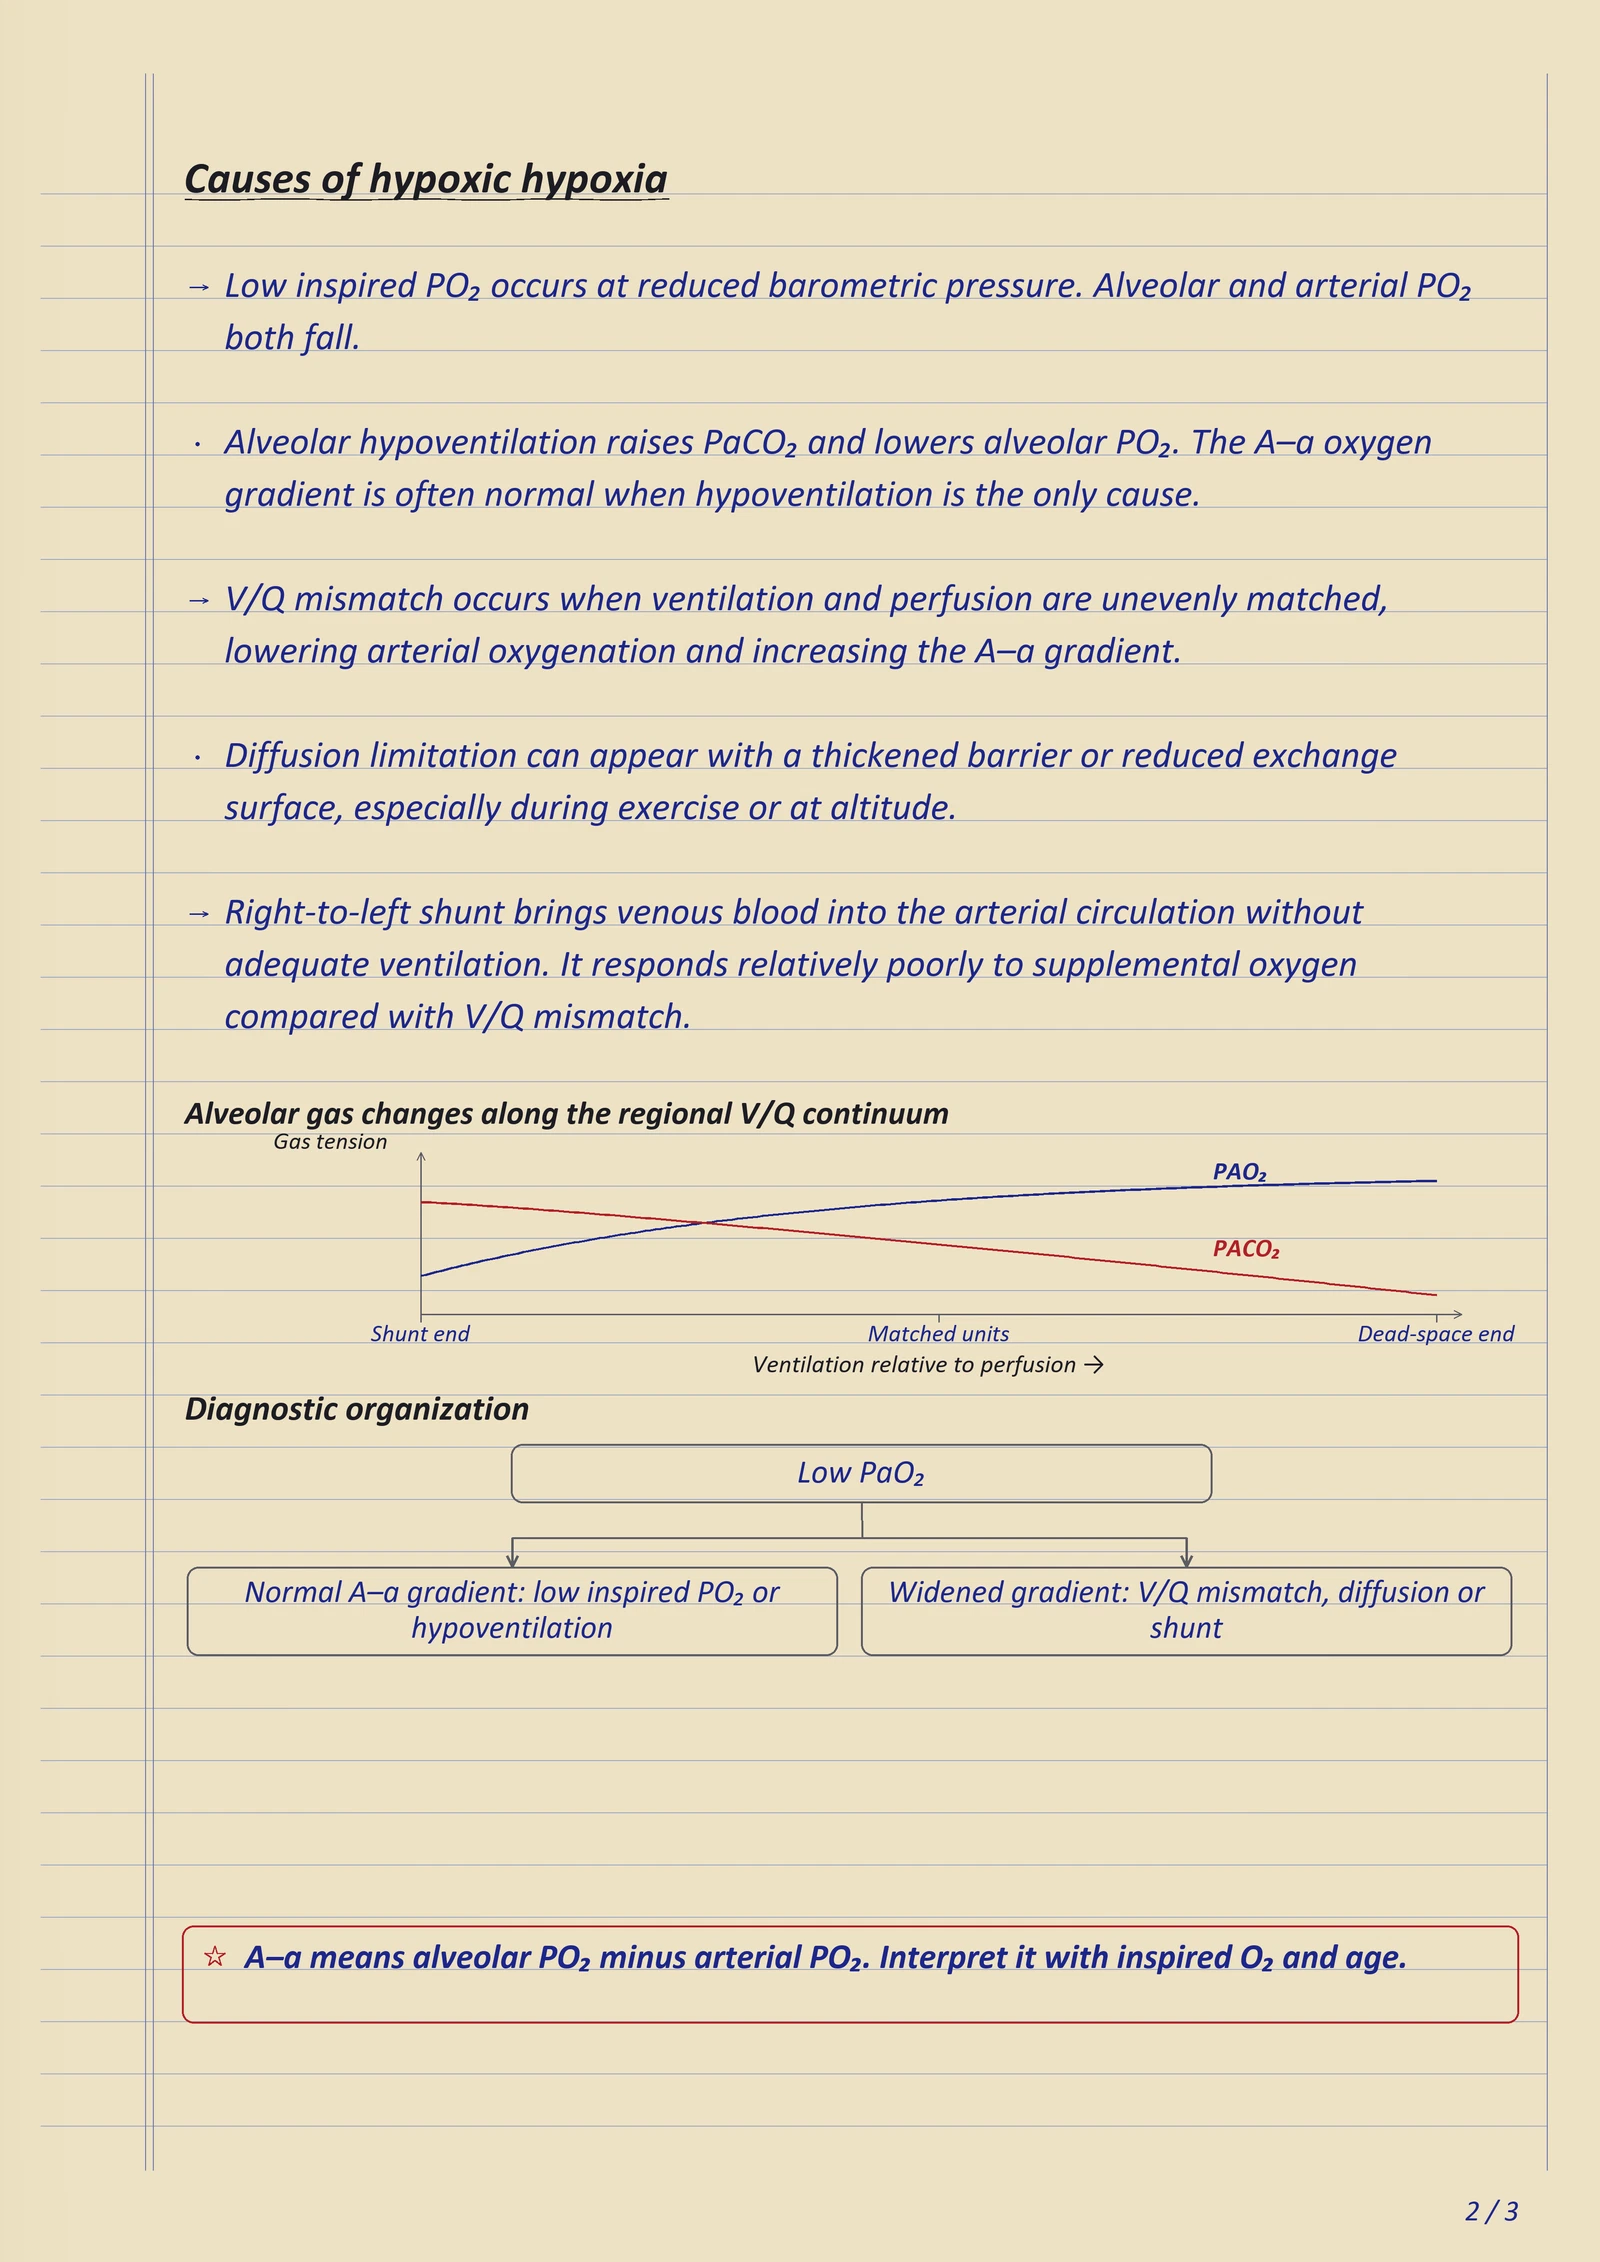 Causes of hypoxic hypoxia
→ Low inspired PO₂ occurs at reduced barometric pressure. Alveolar and arterial PO₂
both fall.
· Alveolar hypoventilation raises PaCO₂ and lowers alveolar PO₂. The A–a oxygen
gradient is often normal when hypoventilation is the only cause.
→ V/Q mismatch occurs when ventilation and perfusion are unevenly matched,
lowering arterial oxygenation and increasing the A–a gradient.
· Diffusion limitation can appear with a thickened barrier or reduced exchange
surface, especially during exercise or at altitude.
→ Right-to-left shunt brings venous blood into the arterial circulation without
adequate ventilation. It responds relatively poorly to supplemental oxygen
compared with V/Q mismatch.
Alveolar gas changes along the regional V/Q continuum
Gas tension
PAO₂
PACO₂
Shunt end
Matched units
Dead-space end
Ventilation relative to perfusion →
Diagnostic organization
Low PaO₂
Normal A–a gradient: low inspired PO₂ or
hypoventilation
Widened gradient: V/Q mismatch, diffusion or
shunt
☆ A–a means alveolar PO₂ minus arterial PO₂. Interpret it with inspired O₂ and age.
2 / 3